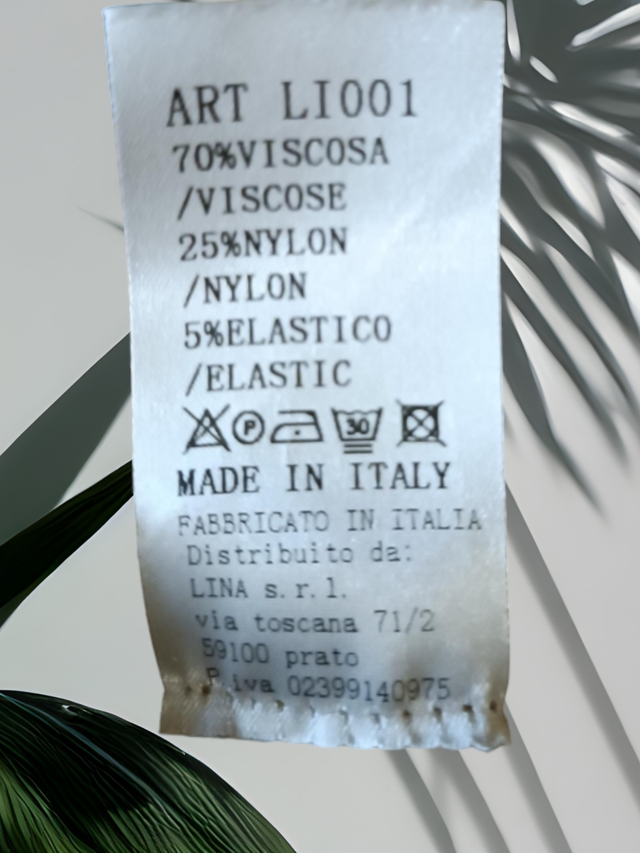 ART LI001
70%VISCOSA
/VISCOSE
25%NYLON
/NYLON
5%ELASTICO
/ELASTIC
P 30
MADE IN ITALY
FABBRICATO IN ITALIA
Distribuito da:
LINA s.r.l.
via toscana 71/2
59100 prato
P.iva 02399140975